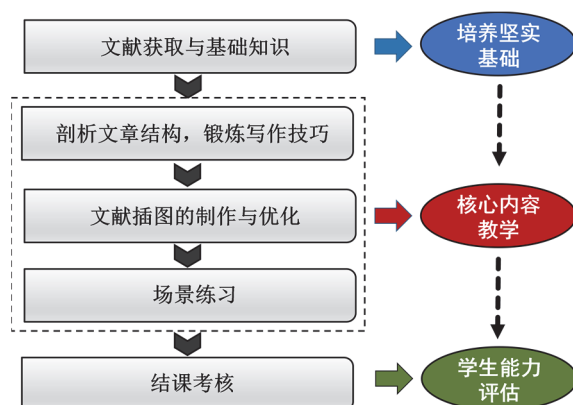 文献获取与基础知识
培养坚实
基础
剖析文章结构，锻炼写作技巧
文献插图的制作与优化
核心内容
教学
场景练习
结课考核
学生能力
评估